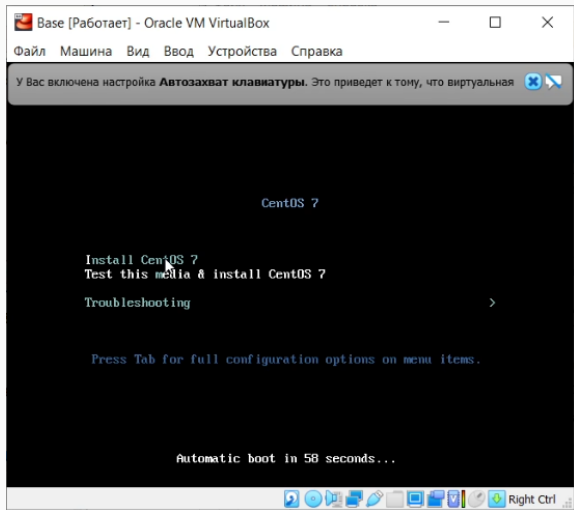 Base [Работает] - Oracle VM VirtualBox
Файл Машина Вид Ввод Устройства Справка
У Вас включена настройка Автозахват клавиатуры. Это приведет к тому, что виртуальная
CentOS 7
Install CentOS 7
Test this media & install CentOS 7
Troubleshooting >
Press Tab for full configuration options on menu items.
Automatic boot in 58 seconds...
Right Ctrl